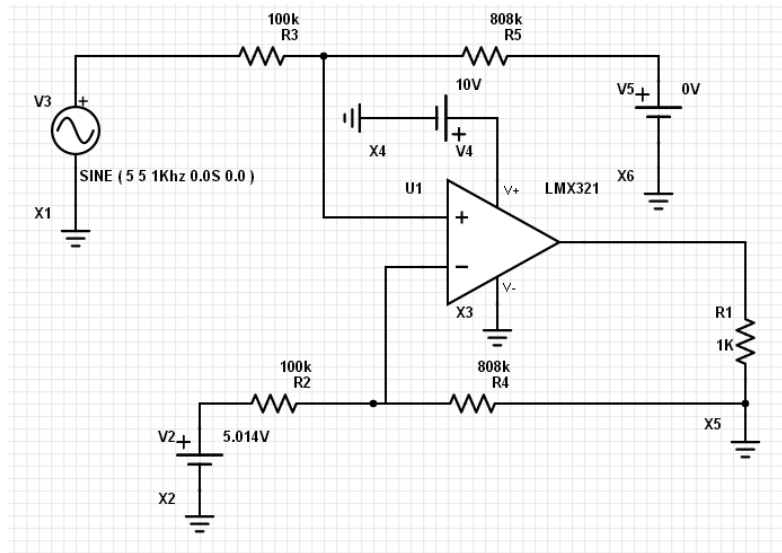 100k
R3
808k
R5
V3
+
10V
V5
+
0V
X4
+
V4
SINE ( 5 5 1Khz 0.0S 0.0 )
X6
U1
V+
LMX321
X1
+
−
V-
X3
R1
1K
100k
R2
808k
R4
X5
V2
+
5.014V
X2